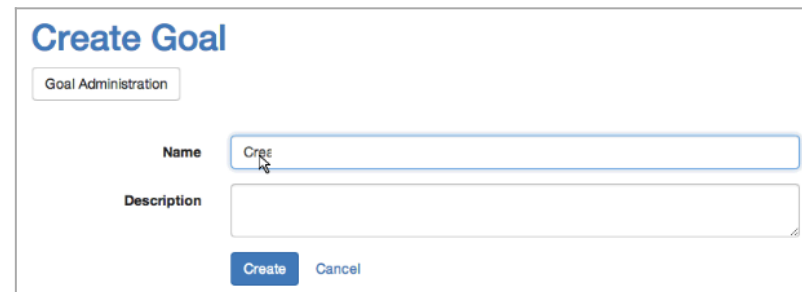 Create Goal
Goal Administration
Name
Crea
Description
Create Cancel